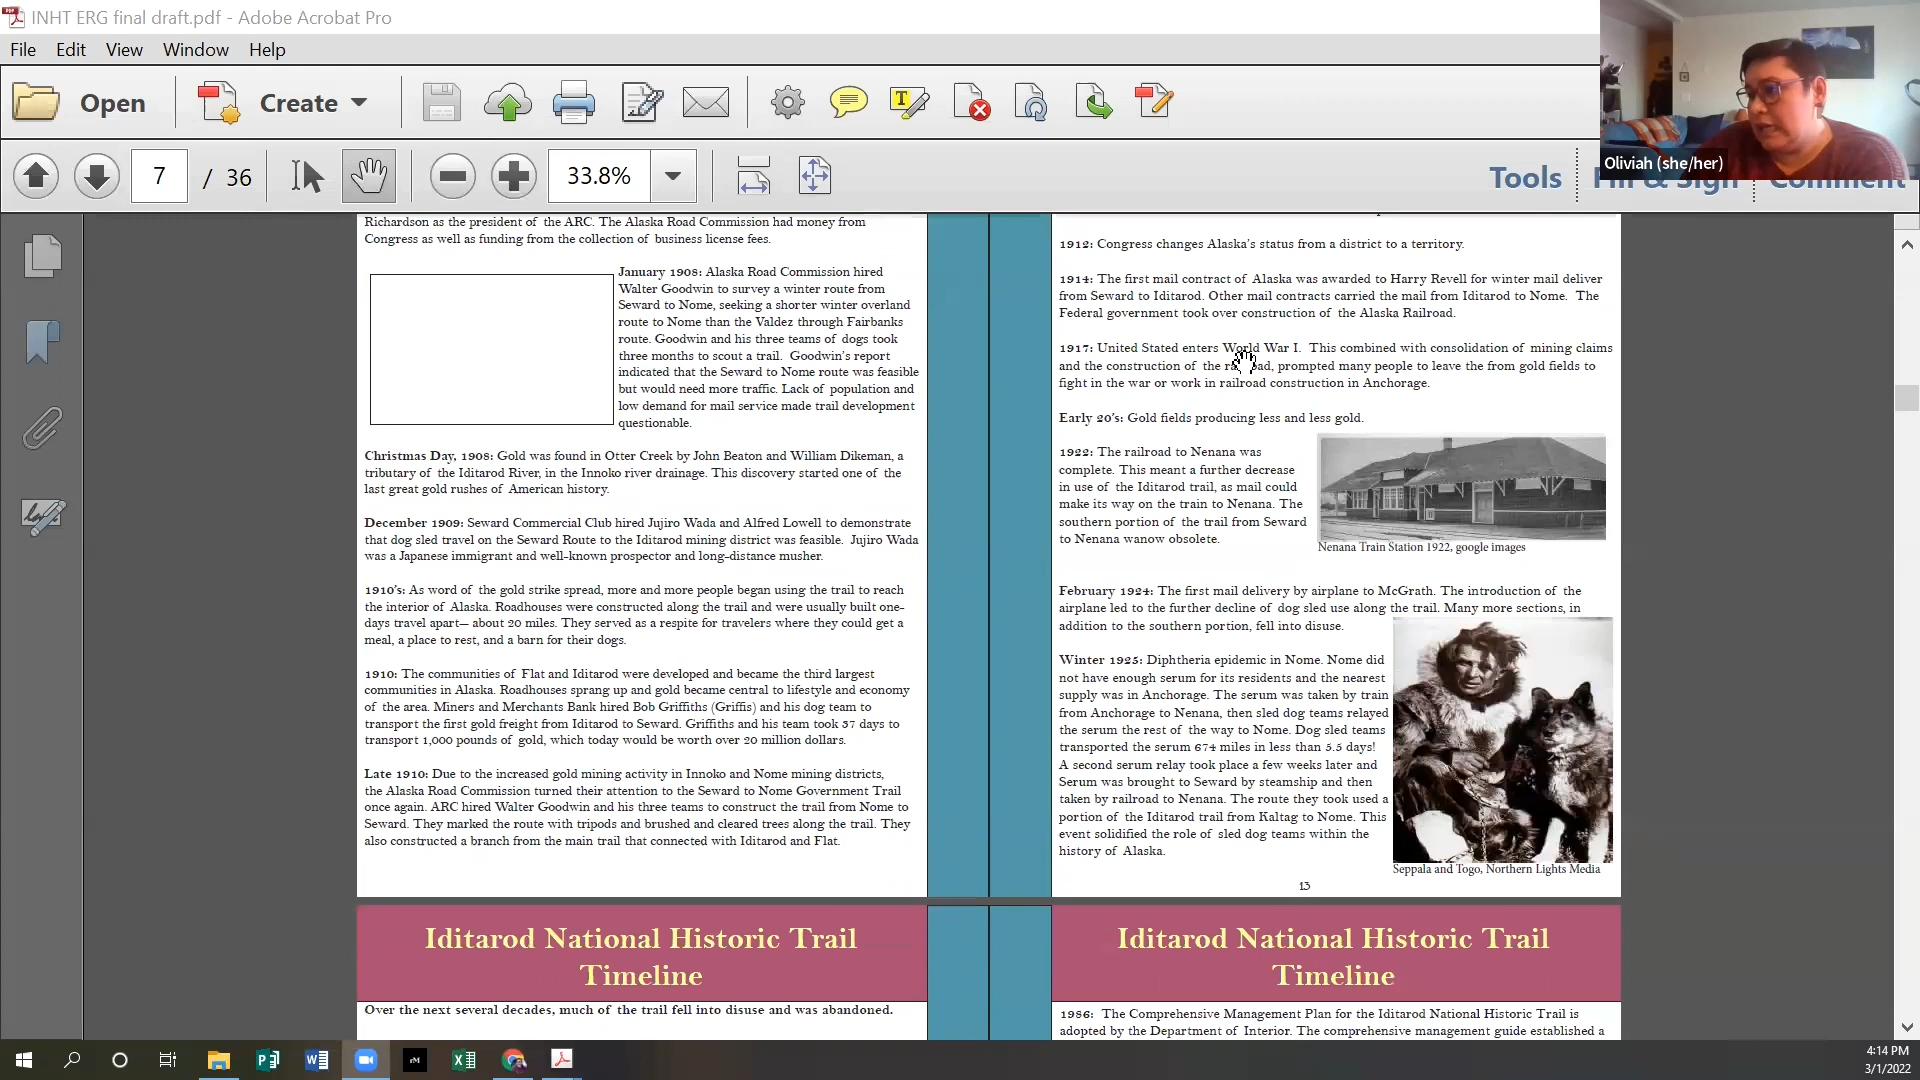 INHT ERG final draft.pdf - Adobe Acrobat Pro
File Edit View Window Help
Open Create
7 / 36 33.8% Tools Fill & Sign Comment
Oliviah (she/her)
Richardson as the president of the ARC. The Alaska Road Commission had money from
Congress as well as funding from the collection of business license fees.
January 1908: Alaska Road Commission hired
Walter Goodwin to survey a winter route from
Seward to Nome, seeking a shorter winter overland
route to Nome than the Valdez through Fairbanks
route. Goodwin and his three teams of dogs took
three months to scout a trail. Goodwin's report
indicated that the Seward to Nome route was feasible
but would need more traffic. Lack of population and
low demand for mail service made trail development
questionable.
Christmas Day, 1908: Gold was found in Otter Creek by John Beaton and William Dikeman, a
tributary of the Iditarod River, in the Innoko river drainage. This discovery started one of the
last great gold rushes of American history.
December 1909: Seward Commercial Club hired Jujiro Wada and Alfred Lowell to demonstrate
that dog sled travel on the Seward Route to the Iditarod mining district was feasible. Jujiro Wada
was a Japanese immigrant and well-known prospector and long-distance musher.
1910's: As word of the gold strike spread, more and more people began using the trail to reach
the interior of Alaska. Roadhouses were constructed along the trail and were usually built one-
days travel apart— about 20 miles. They served as a respite for travelers where they could get a
meal, a place to rest, and a barn for their dogs.
1910: The communities of Flat and Iditarod were developed and became the third largest
communities in Alaska. Roadhouses sprang up and gold became central to lifestyle and economy
of the area. Miners and Merchants Bank hired Bob Griffiths (Griffis) and his dog team to
transport the first gold freight from Iditarod to Seward. Griffiths and his team took 37 days to
transport 1,000 pounds of gold, which today would be worth over 20 million dollars.
Late 1910: Due to the increased gold mining activity in Innoko and Nome mining districts,
the Alaska Road Commission turned their attention to the Seward to Nome Government Trail
once again. ARC hired Walter Goodwin and his three teams to construct the trail from Nome to
Seward. They marked the route with tripods and brushed and cleared trees along the trail. They
also constructed a branch from the main trail that connected with Iditarod and Flat.
1912: Congress changes Alaska's status from a district to a territory.
1914: The first mail contract of Alaska was awarded to Harry Revell for winter mail deliver
from Seward to Iditarod. Other mail contracts carried the mail from Iditarod to Nome. The
Federal government took over construction of the Alaska Railroad.
1917: United Stated enters World War I. This combined with consolidation of mining claims
and the construction of the railroad, prompted many people to leave the from gold fields to
fight in the war or work in railroad construction in Anchorage.
Early 20's: Gold fields producing less and less gold.
1922: The railroad to Nenana was
complete. This meant a further decrease
in use of the Iditarod trail, as mail could
make its way on the train to Nenana. The
southern portion of the trail from Seward
to Nenana wanow obsolete.
Nenana Train Station 1922, google images
February 1924: The first mail delivery by airplane to McGrath. The introduction of the
airplane led to the further decline of dog sled use along the trail. Many more sections, in
addition to the southern portion, fell into disuse.
Winter 1925: Diphtheria epidemic in Nome. Nome did
not have enough serum for its residents and the nearest
supply was in Anchorage. The serum was taken by train
from Anchorage to Nenana, then sled dog teams relayed
the serum the rest of the way to Nome. Dog sled teams
transported the serum 674 miles in less than 5.5 days!
A second serum relay took place a few weeks later and
Serum was brought to Seward by steamship and then
taken by railroad to Nenana. The route they took used a
portion of the Iditarod trail from Kaltag to Nome. This
event solidified the role of sled dog teams within the
history of Alaska.
Seppala and Togo, Northern Lights Media
13
Iditarod National Historic Trail
Timeline
Over the next several decades, much of the trail fell into disuse and was abandoned.
Iditarod National Historic Trail
Timeline
1986: The Comprehensive Management Plan for the Iditarod National Historic Trail is
adopted by the Department of Interior. The comprehensive management guide established a
4:14 PM
3/1/2022